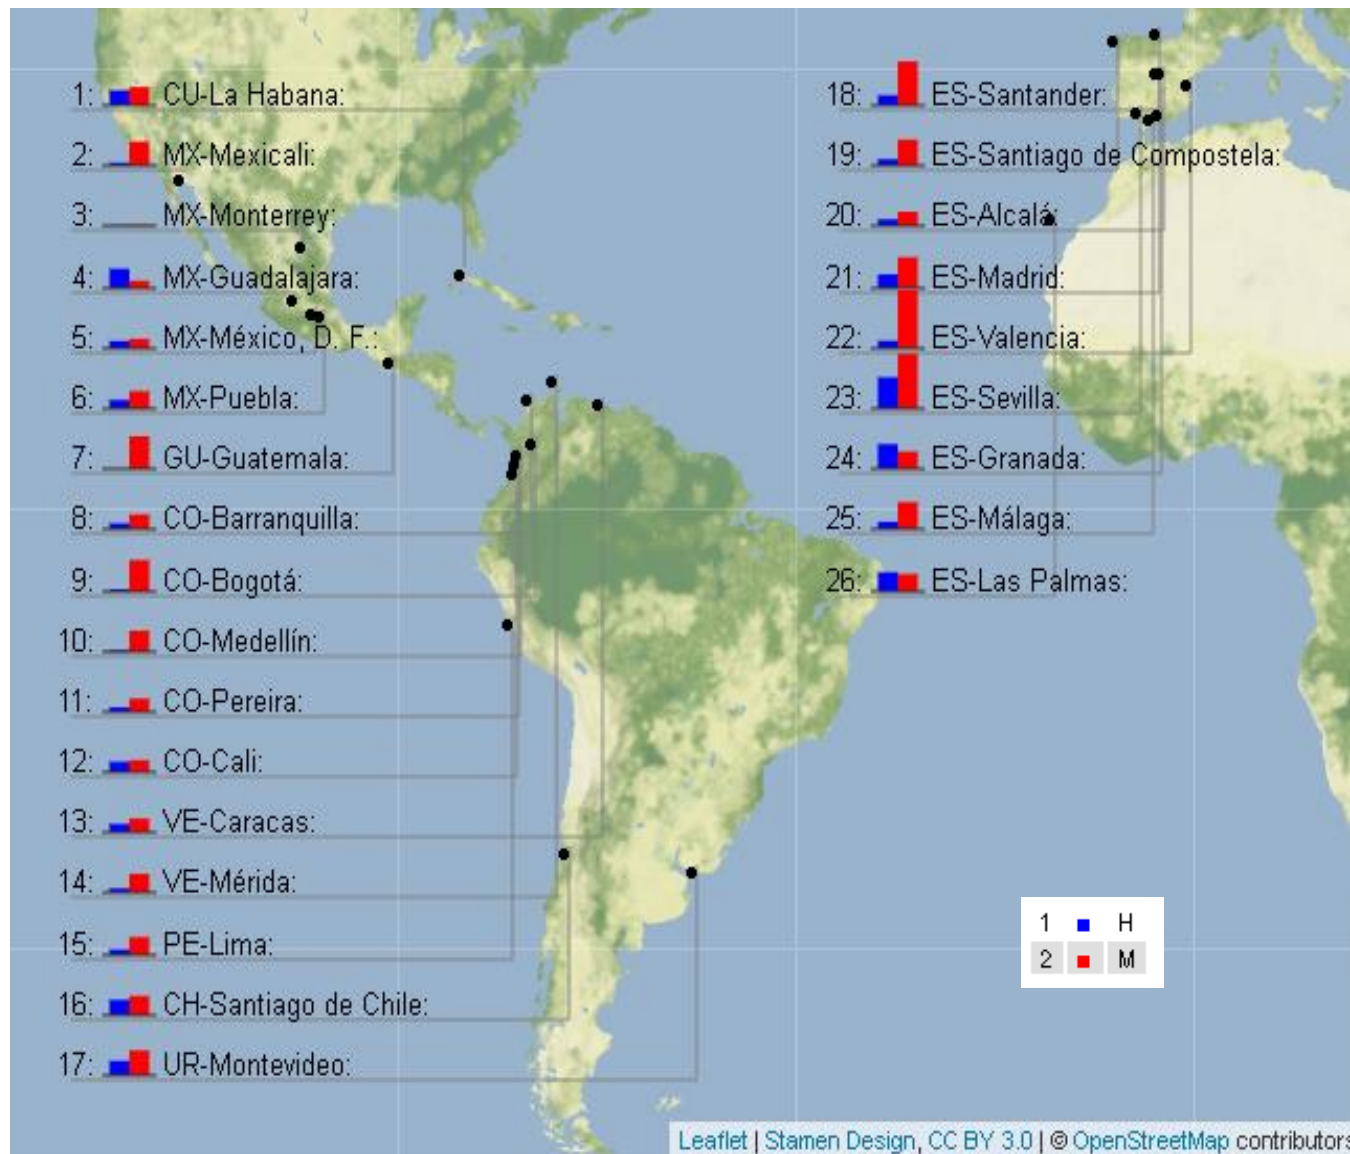 1: CU-La Habana:
2: MX-Mexicali:
3: MX-Monterrey:
4: MX-Guadalajara:
5: MX-México, D. F.:
6: MX-Puebla:
7: GU-Guatemala:
8: CO-Barranquilla:
9: CO-Bogotá:
10: CO-Medellín:
11: CO-Pereira:
12: CO-Cali:
13: VE-Caracas:
14: VE-Mérida:
15: PE-Lima:
16: CH-Santiago de Chile:
17: UR-Montevideo:
18: ES-Santander:
19: ES-Santiago de Compostela:
20: ES-Alcalá:
21: ES-Madrid:
22: ES-Valencia:
23: ES-Sevilla:
24: ES-Granada:
25: ES-Málaga:
26: ES-Las Palmas:
1 H
2 M
Leaflet | Stamen Design, CC BY 3.0 | © OpenStreetMap contributors